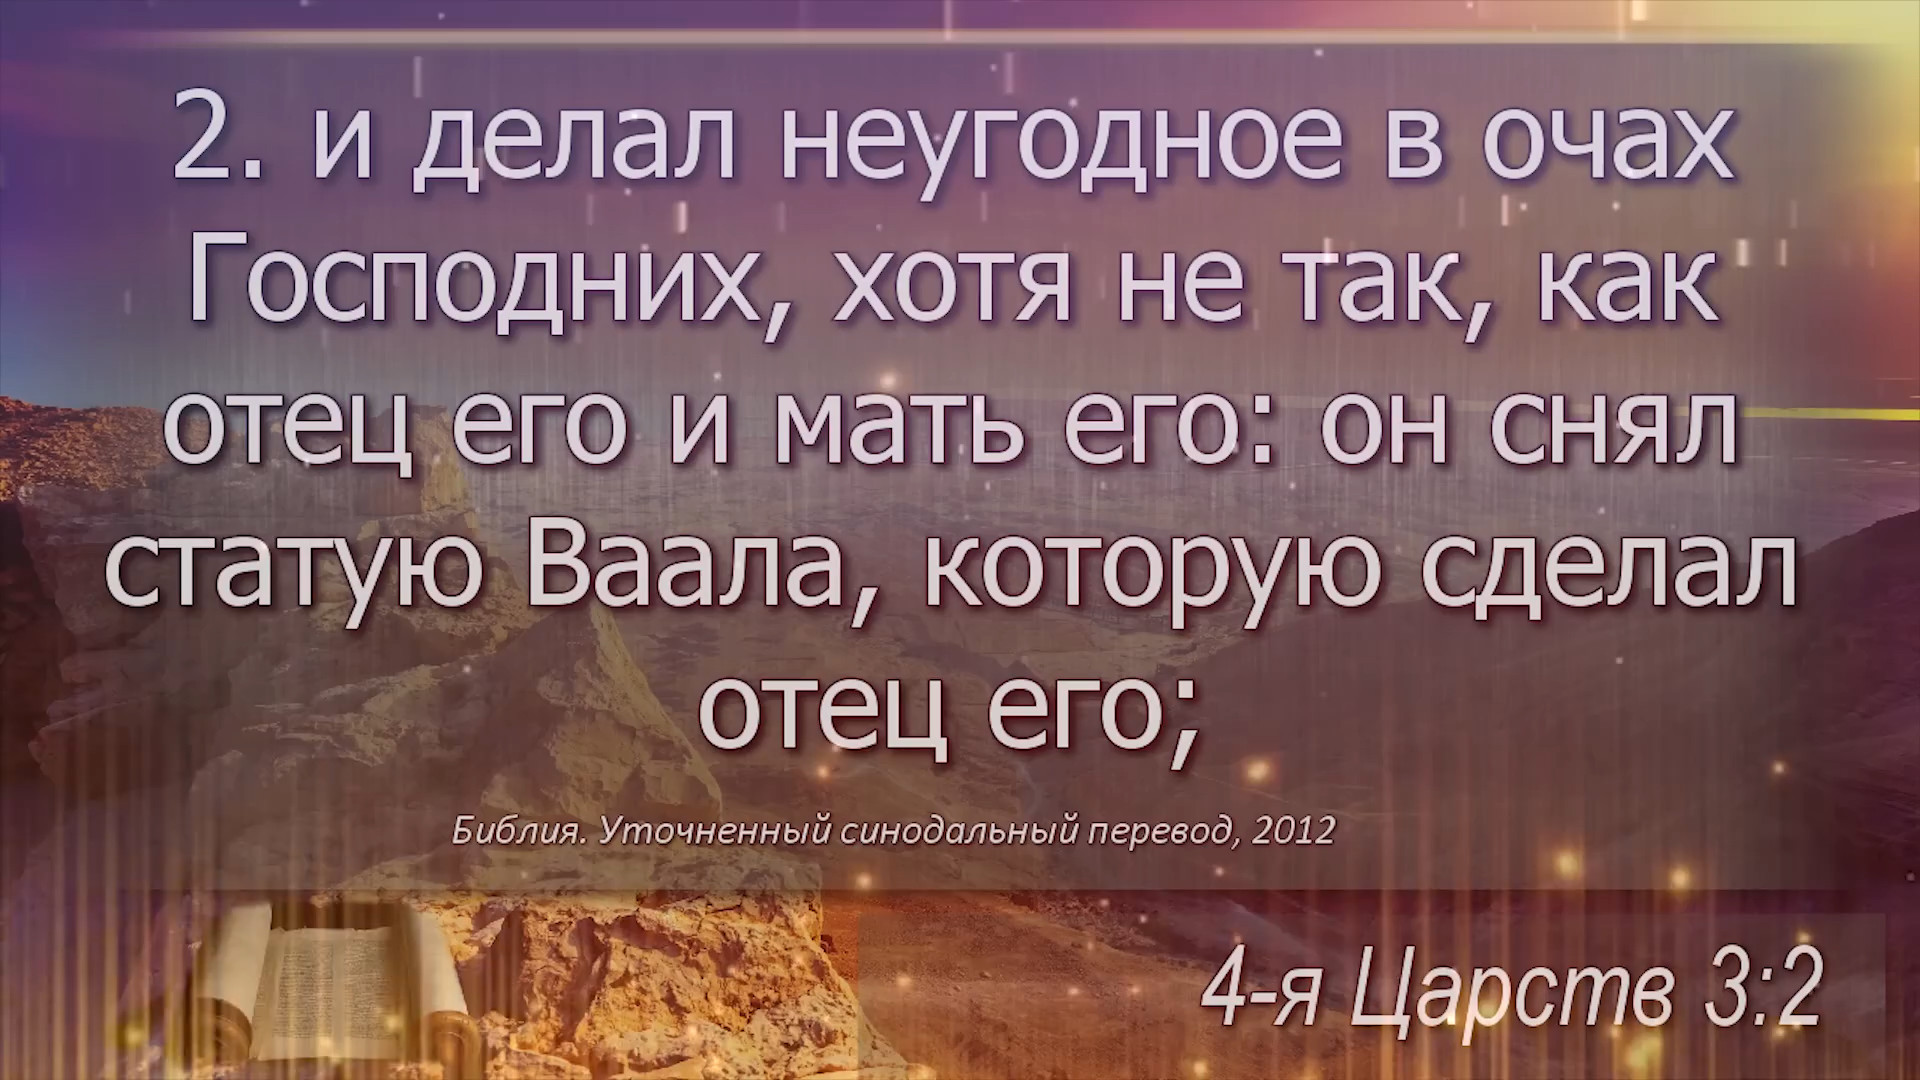 2. и делал неугодное в очах
Господних, хотя не так, как
отец его и мать его: он снял
статую Ваала, которую сделал
отец его;
Библия. Уточненный синодальный перевод, 2012
4-я Царств 3:2